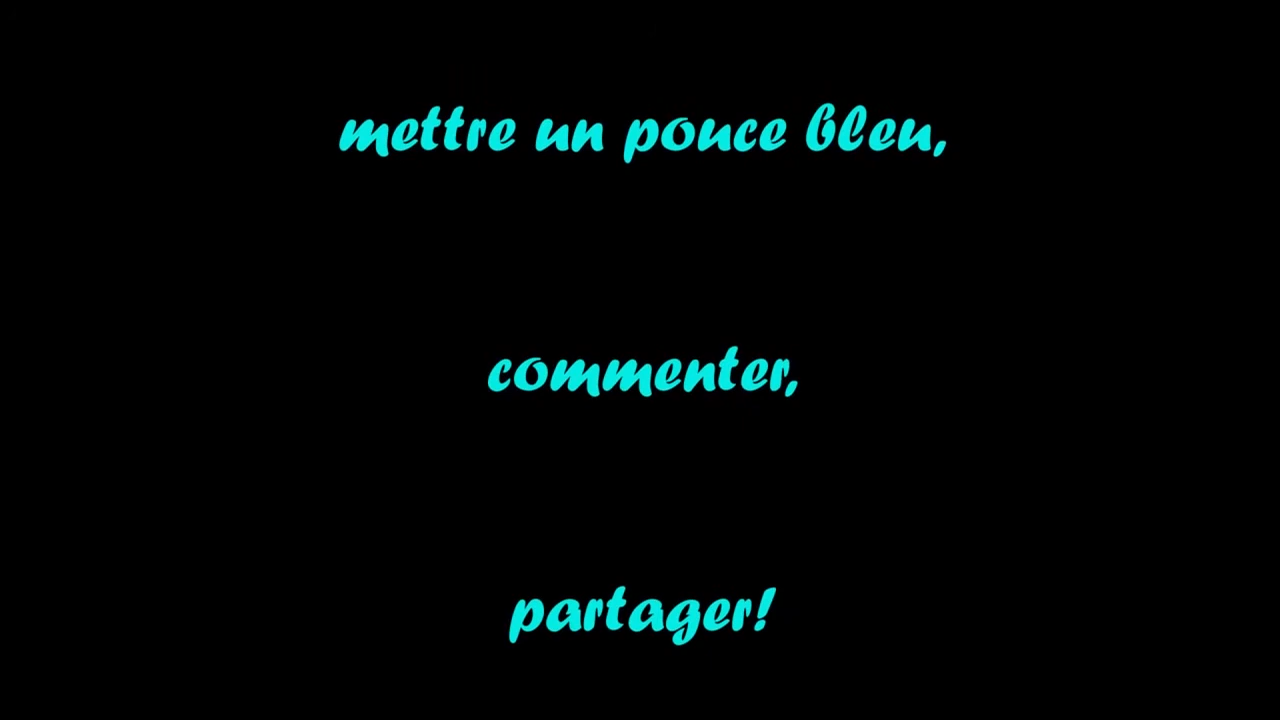 mettre un pouce bleu,
commenter,
partager!